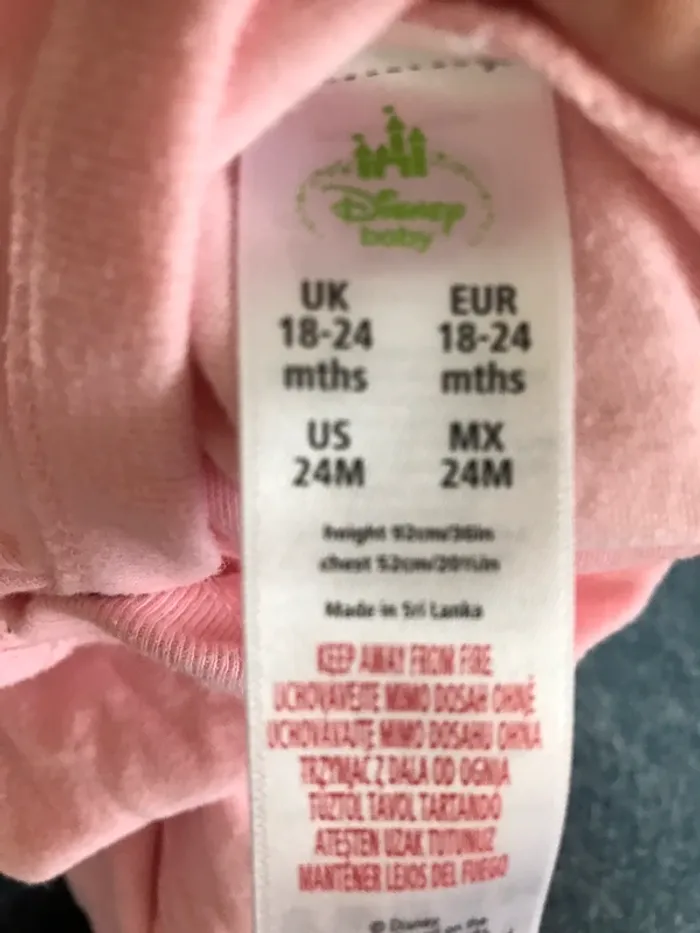 Disney
baby
UK EUR
18-24 18-24
mths mths
US MX
24M 24M
height 92cm/36in
chest 52cm/20½in
Made in Sri Lanka
KEEP AWAY FROM FIRE
UCHOVÁVEJTE MIMO DOSAH OHNĚ
UCHOVÁVAJTE MIMO DOSAHU OHŇA
TRZYMAĆ Z DALA OD OGNIA
TŰZTŐL TÁVOL TARTANDÓ
ATEŞTEN UZAK TUTUNUZ
MANTENER LEJOS DEL FUEGO
© Disney
on the